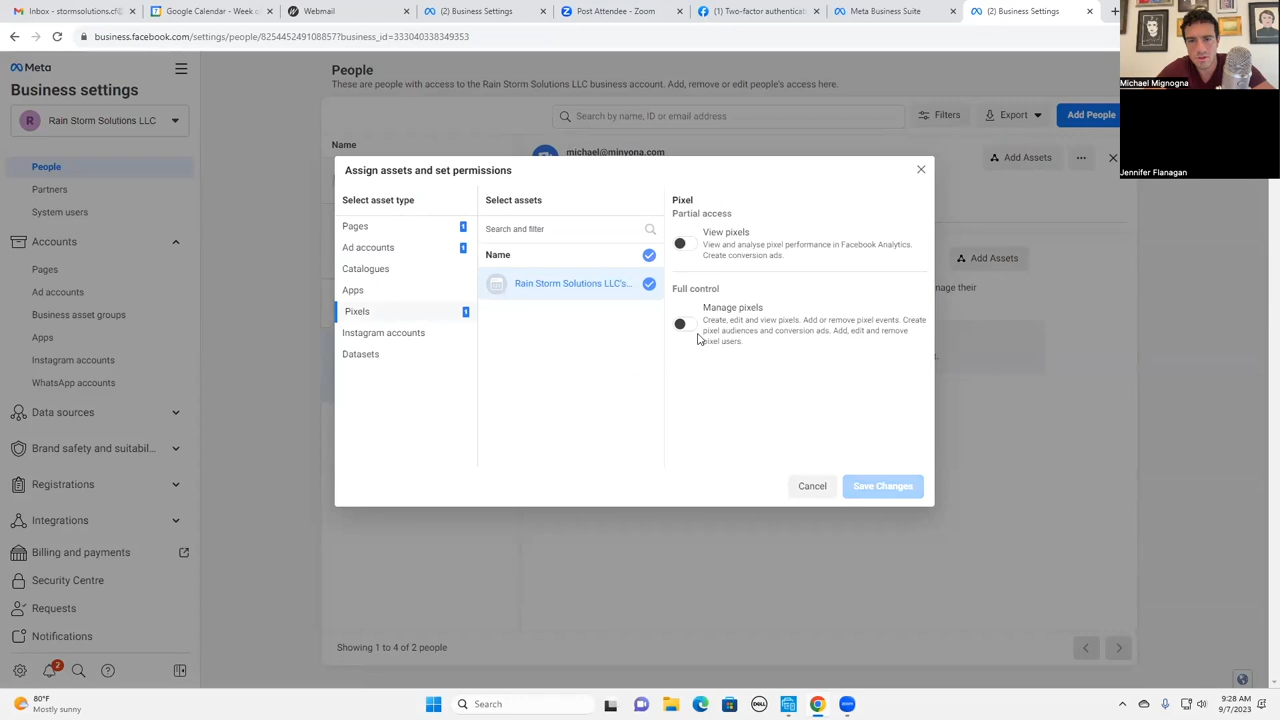 Inbox - stormsolutions.c
Google Calendar - Week o
Webmail
(2) Business Settings
Post Attendee - Zoom
(1) Two-factor authenticat
Meta Business Suite
(2) Business Settings
Michael Mignogna
Jennifer Flanagan
Meta
Business settings
R
Rain Storm Solutions LLC
People
Partners
System users
Accounts
Pages
Ad accounts
Business asset groups
Apps
Instagram accounts
WhatsApp accounts
Data sources
Brand safety and suitabil...
Registrations
Integrations
Billing and payments
Security Centre
Requests
Notifications
2
People
These are people with access to the Rain Storm Solutions LLC business account. Add, remove or edit people's access here.
Search by name, ID or email address
Filters
Export
Add People
Name
michael@minyona.com
Add Assets
Add Assets
nage their
Assign assets and set permissions
Select asset type
Pages
1
Ad accounts
1
Catalogues
Apps
Pixels
1
Instagram accounts
Datasets
Select assets
Search and filter
Name
Rain Storm Solutions LLC's...
Pixel
Partial access
View pixels
View and analyse pixel performance in Facebook Analytics.
Create conversion ads.
Full control
Manage pixels
Create, edit and view pixels. Add or remove pixel events. Create
pixel audiences and conversion ads. Add, edit and remove
pixel users.
Cancel
Save Changes
Showing 1 to 4 of 2 people
80°F
Mostly sunny
Search
DELL
zoom
9:28 AM
9/7/2023